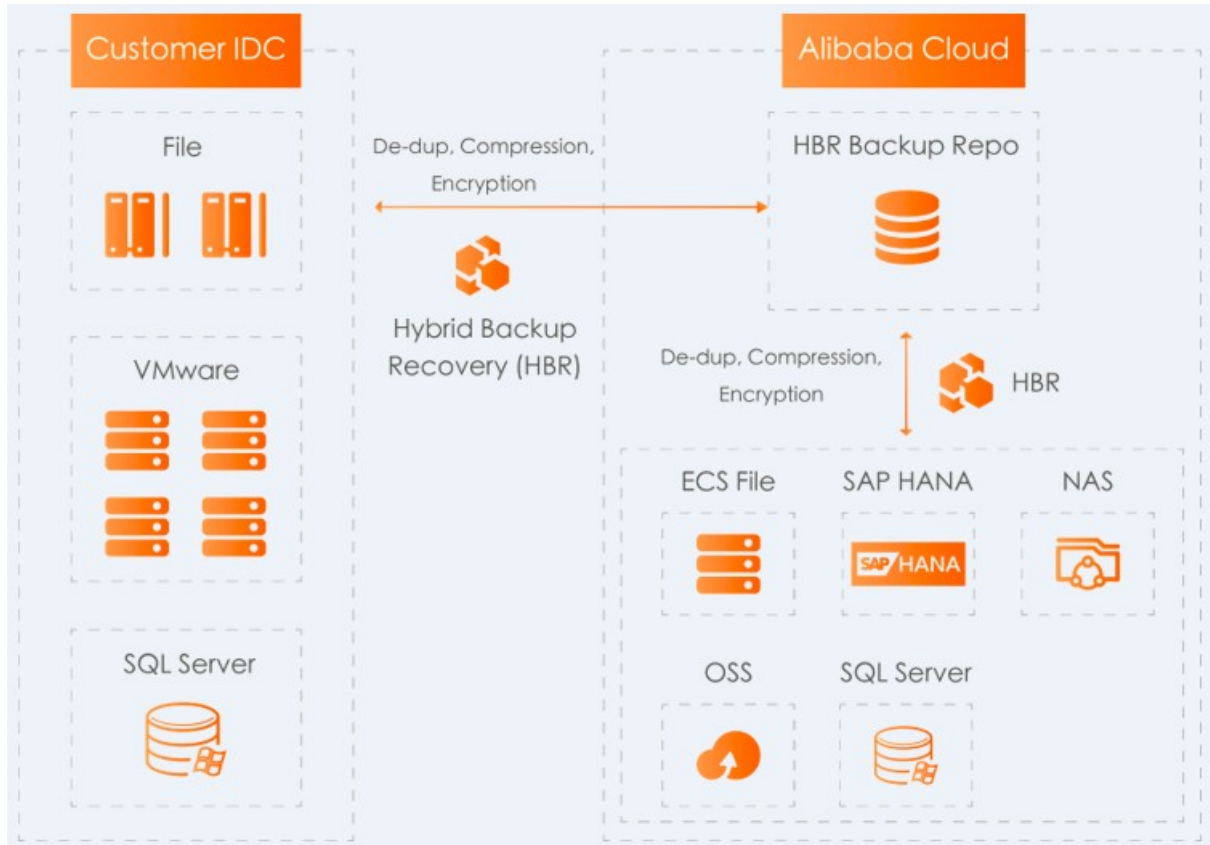 Customer IDC
Alibaba Cloud
File
De-dup, Compression,
Encryption
HBR Backup Repo
Hybrid Backup
Recovery (HBR)
VMware
De-dup, Compression,
Encryption
HBR
ECS File
SAP HANA
NAS
SAP HANA
SQL Server
OSS
SQL Server